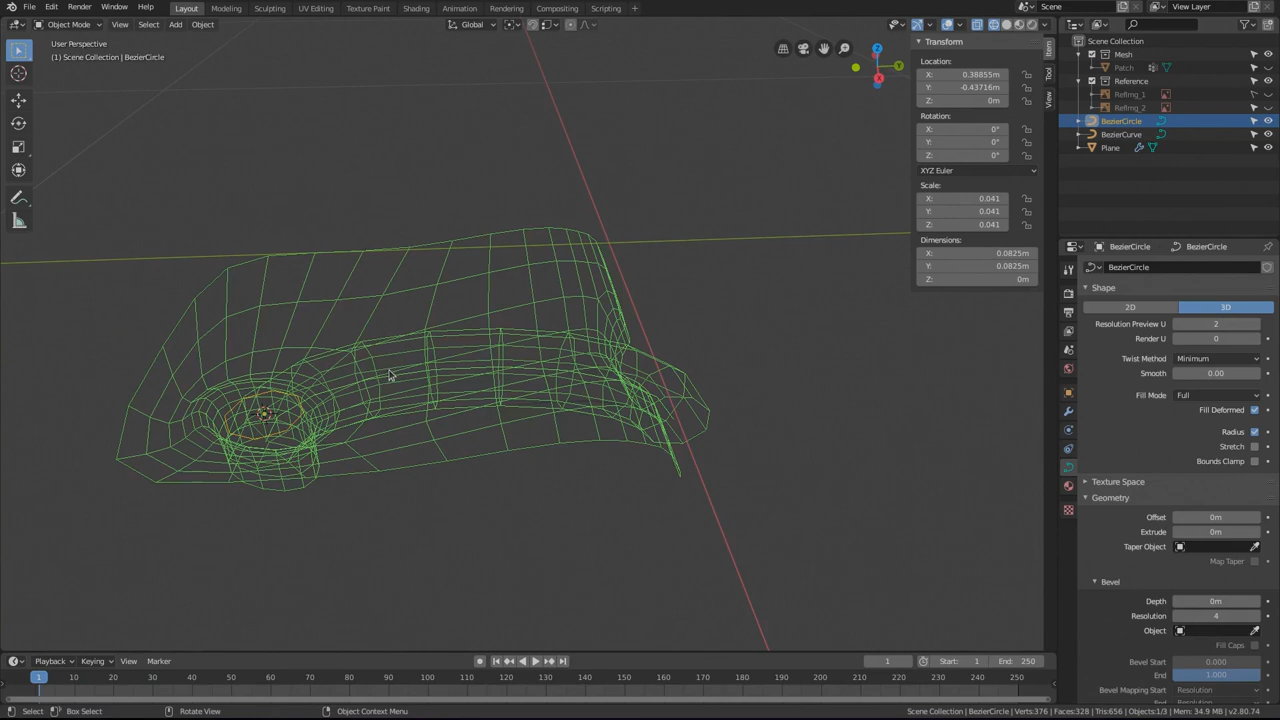 File Edit Render Window Help Layout Modeling Sculpting UV Editing Texture Paint Shading Animation Rendering Compositing Scripting + Scene View Layer
Object Mode View Select Add Object Global
User Perspective
(1) Scene Collection | BezierCircle
Z
Y
X
Transform
Location:
X: 0.38855m
Y: -0.43716m
Z: 0m
Rotation:
X: 0°
Y: 0°
Z: 0°
XYZ Euler
Scale:
X: 0.041
Y: 0.041
Z: 0.041
Dimensions:
X: 0.0825m
Y: 0.0825m
Z: 0m
Item
Tool
View
Scene Collection
Mesh
Patch
Reference
RefImg_1
RefImg_2
BezierCircle
BezierCurve
Plane
BezierCircle BezierCircle
BezierCircle
Shape
2D 3D
Resolution Preview U 2
Render U 0
Twist Method Minimum
Smooth 0.00
Fill Mode Full
Fill Deformed
Radius
Stretch
Bounds Clamp
Texture Space
Geometry
Offset 0m
Extrude 0m
Taper Object
Map Taper
Bevel
Depth 0m
Resolution 4
Object
Fill Caps
Bevel Start 0.000
End 1.000
Bevel Mapping Start Resolution
Playback Keying View Marker 1 Start: 1 End: 250
1 10 20 30 40 50 60 70 80 90 100 110 120 130 140 150 160 170 180 190 200 210 220 230 240 250
Select Box Select Rotate View Object Context Menu Scene Collection | BezierCircle | Verts:376 | Faces:328 | Tris:656 | Objects:1/3 | Mem: 34.9 MB | v2.80.74